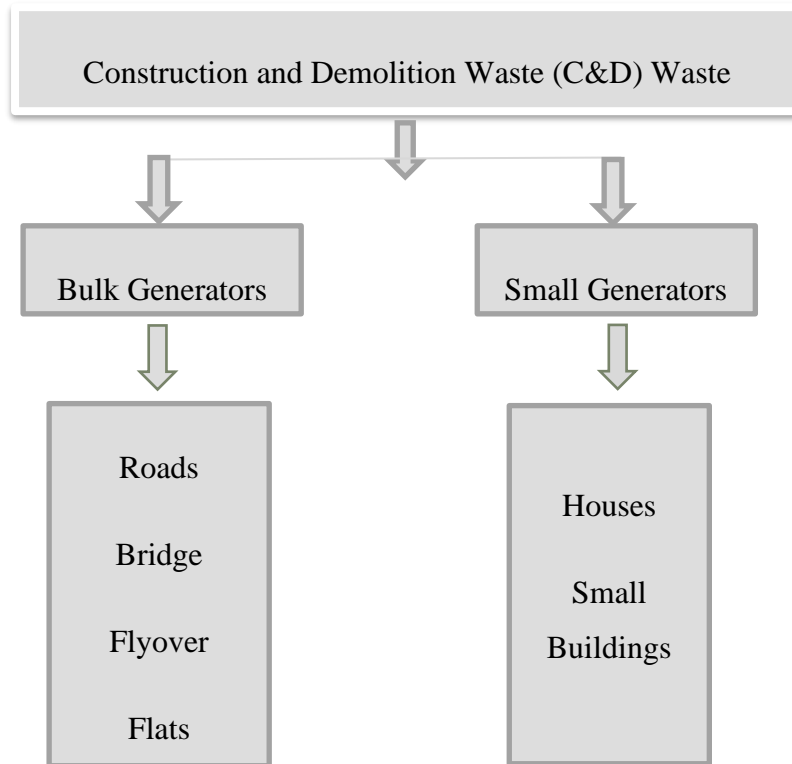 Construction and Demolition Waste (C&D) Waste
Bulk Generators
Small Generators
Roads
Bridge
Flyover
Flats
Houses
Small
Buildings